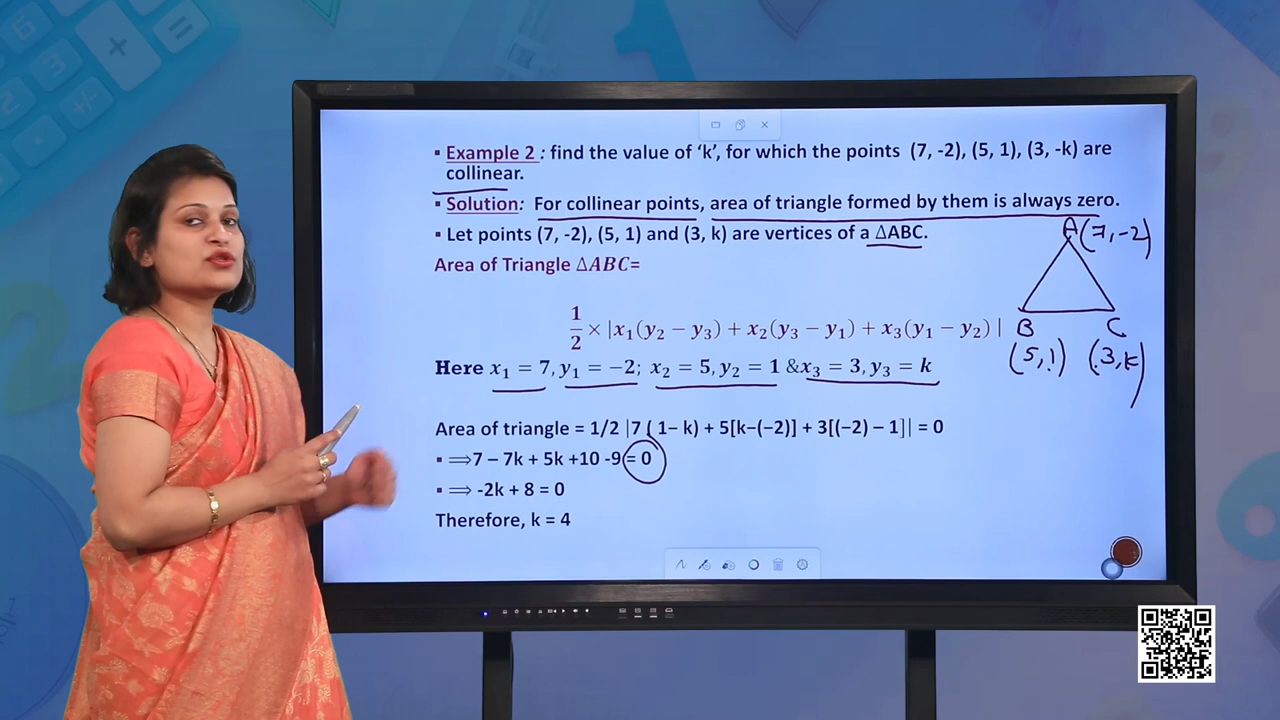 ▪ Example 2 : find the value of ‘k’, for which the points (7, -2), (5, 1), (3, -k) are
collinear.
▪ Solution: For collinear points, area of triangle formed by them is always zero.
▪ Let points (7, -2), (5, 1) and (3, k) are vertices of a ∆ABC.
A(7,-2)
Area of Triangle ∆ABC=
1/2 × |x₁(y₂ − y₃) + x₂(y₃ − y₁) + x₃(y₁ − y₂) |
B C
(5,1) (3,k)
Here x₁ = 7, y₁ = −2; x₂ = 5, y₂ = 1 &x₃ = 3, y₃ = k
Area of triangle = 1/2 |7 ( 1− k) + 5[k−(−2)] + 3[(−2) − 1]| = 0
▪ ⟹7 – 7k + 5k +10 -9 = 0
▪ ⟹ -2k + 8 = 0
Therefore, k = 4